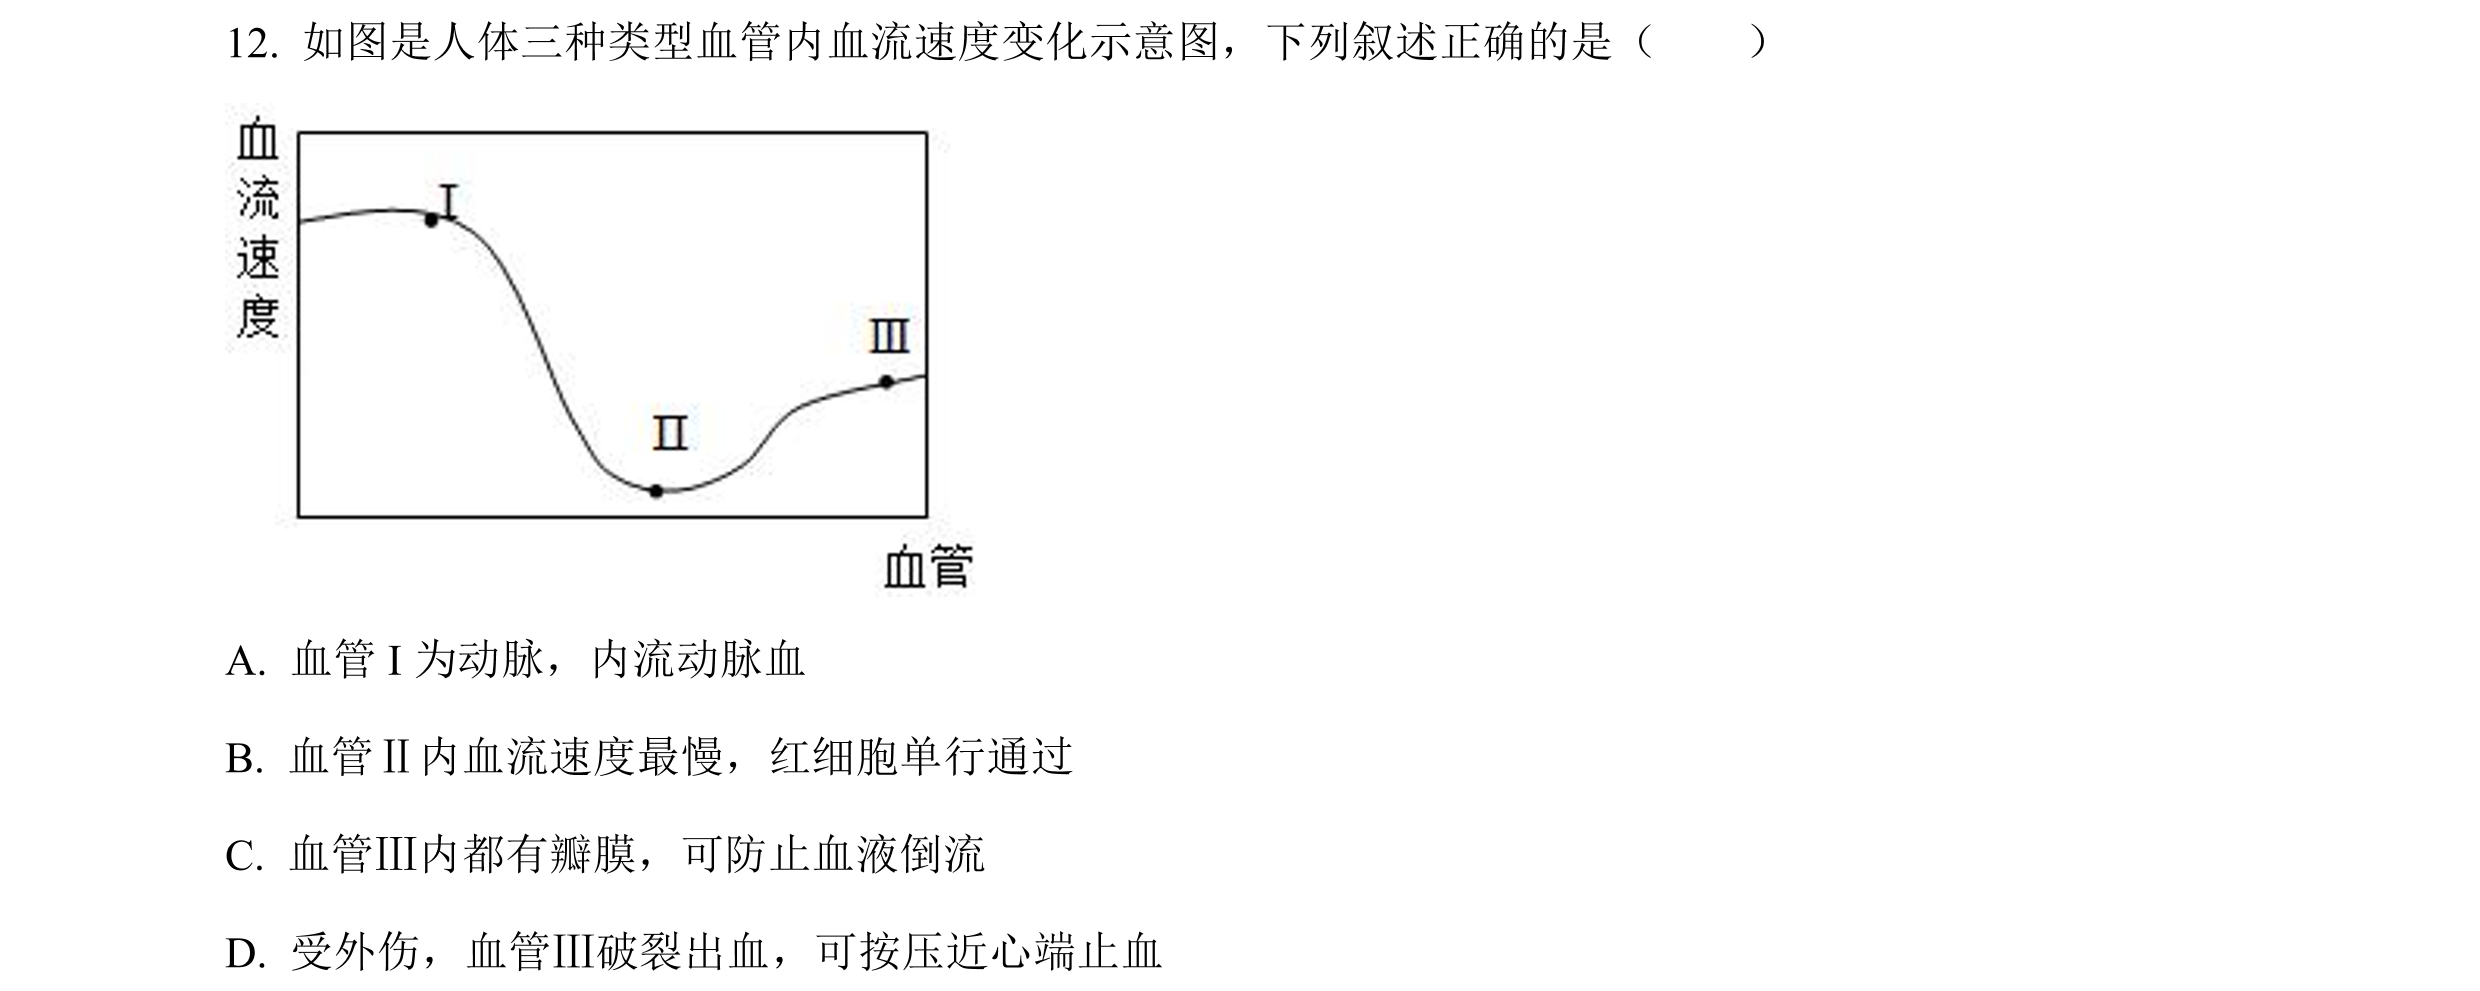 12. 如图是人体三种类型血管内血流速度变化示意图，下列叙述正确的是（　　）
血流速度
Ⅰ
Ⅲ
Ⅱ
血管
A. 血管 I 为动脉，内流动脉血
B. 血管Ⅱ内血流速度最慢，红细胞单行通过
C. 血管Ⅲ内都有瓣膜，可防止血液倒流
D. 受外伤，血管Ⅲ破裂出血，可按压近心端止血